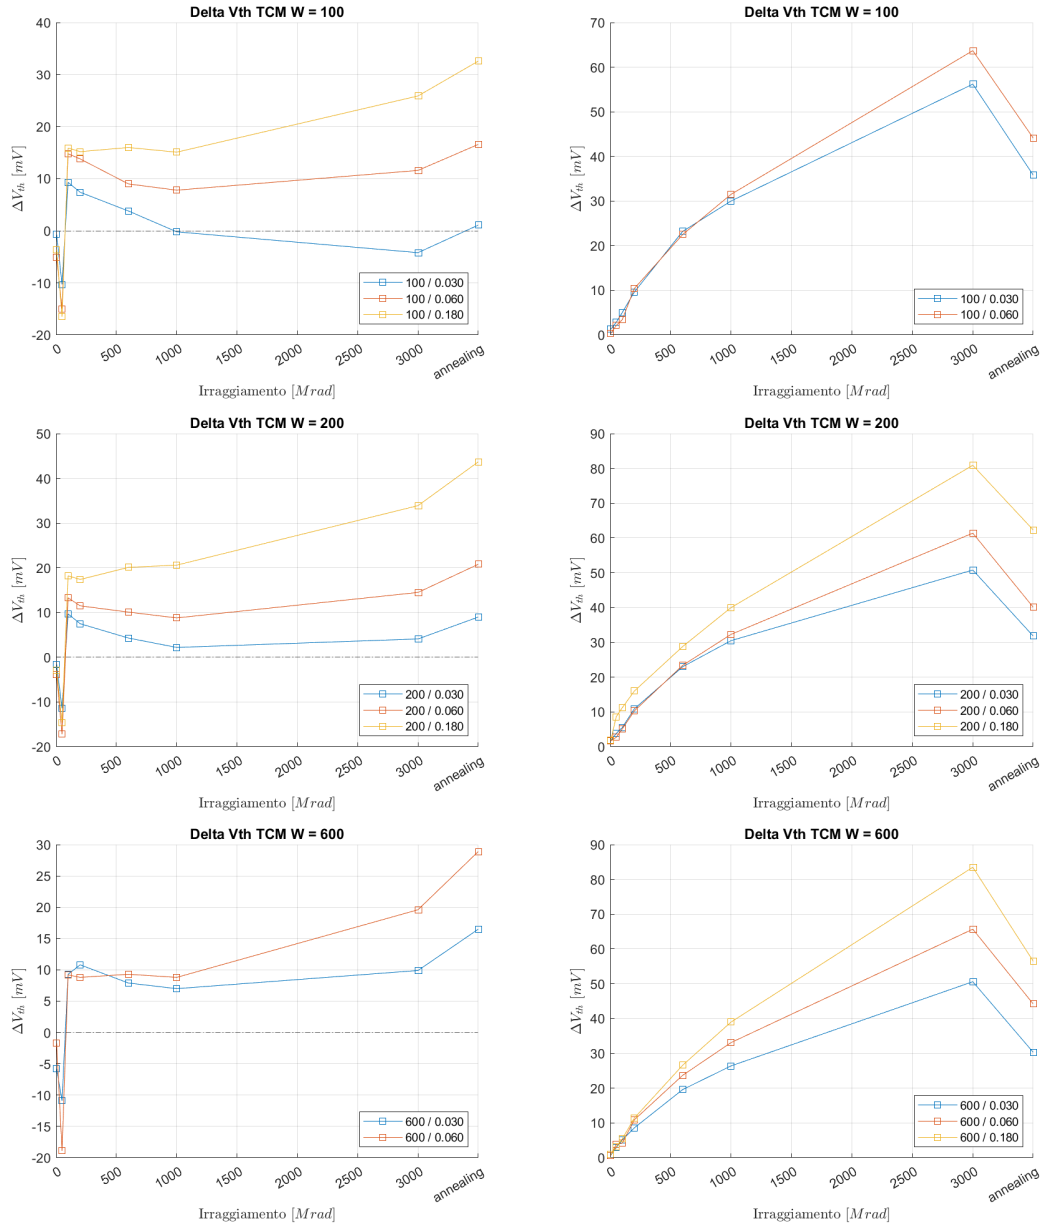 Delta Vth TCM W = 100
40
30
20
10
0
-10
-20
ΔV_th [mV]
0 500 1000 1500 2000 2500 3000 annealing
Irraggiamento [Mrad]
100 / 0.030
100 / 0.060
100 / 0.180
Delta Vth TCM W = 100
70
60
50
40
30
20
10
0
ΔV_th [mV]
0 500 1000 1500 2000 2500 3000 annealing
Irraggiamento [Mrad]
100 / 0.030
100 / 0.060
Delta Vth TCM W = 200
50
40
30
20
10
0
-10
-20
ΔV_th [mV]
0 500 1000 1500 2000 2500 3000 annealing
Irraggiamento [Mrad]
200 / 0.030
200 / 0.060
200 / 0.180
Delta Vth TCM W = 200
90
80
70
60
50
40
30
20
10
0
ΔV_th [mV]
0 500 1000 1500 2000 2500 3000 annealing
Irraggiamento [Mrad]
200 / 0.030
200 / 0.060
200 / 0.180
Delta Vth TCM W = 600
30
25
20
15
10
5
0
-5
-10
-15
-20
ΔV_th [mV]
0 500 1000 1500 2000 2500 3000 annealing
Irraggiamento [Mrad]
600 / 0.030
600 / 0.060
Delta Vth TCM W = 600
90
80
70
60
50
40
30
20
10
0
ΔV_th [mV]
0 500 1000 1500 2000 2500 3000 annealing
Irraggiamento [Mrad]
600 / 0.030
600 / 0.060
600 / 0.180